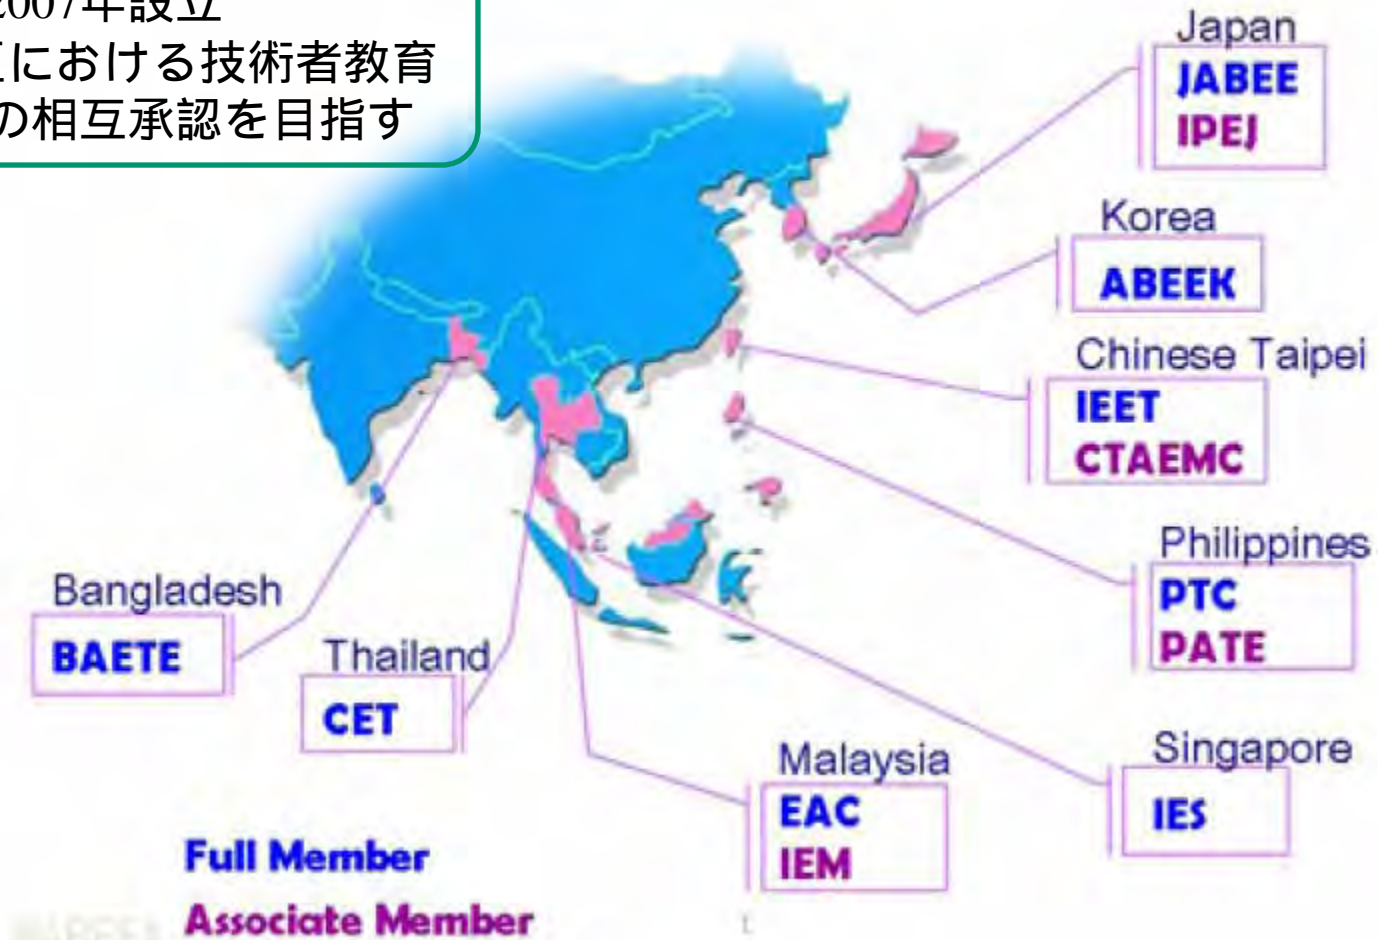 2007年設立
における技術者教育
の相互承認を目指す
Japan
JABEE
IPEJ
Korea
ABEEK
Chinese Taipei
IEET
CTAEMC
Philippines
PTC
PATE
Bangladesh
BAETE
Thailand
CET
Malaysia
EAC
IEM
Singapore
IES
Full Member
Associate Member